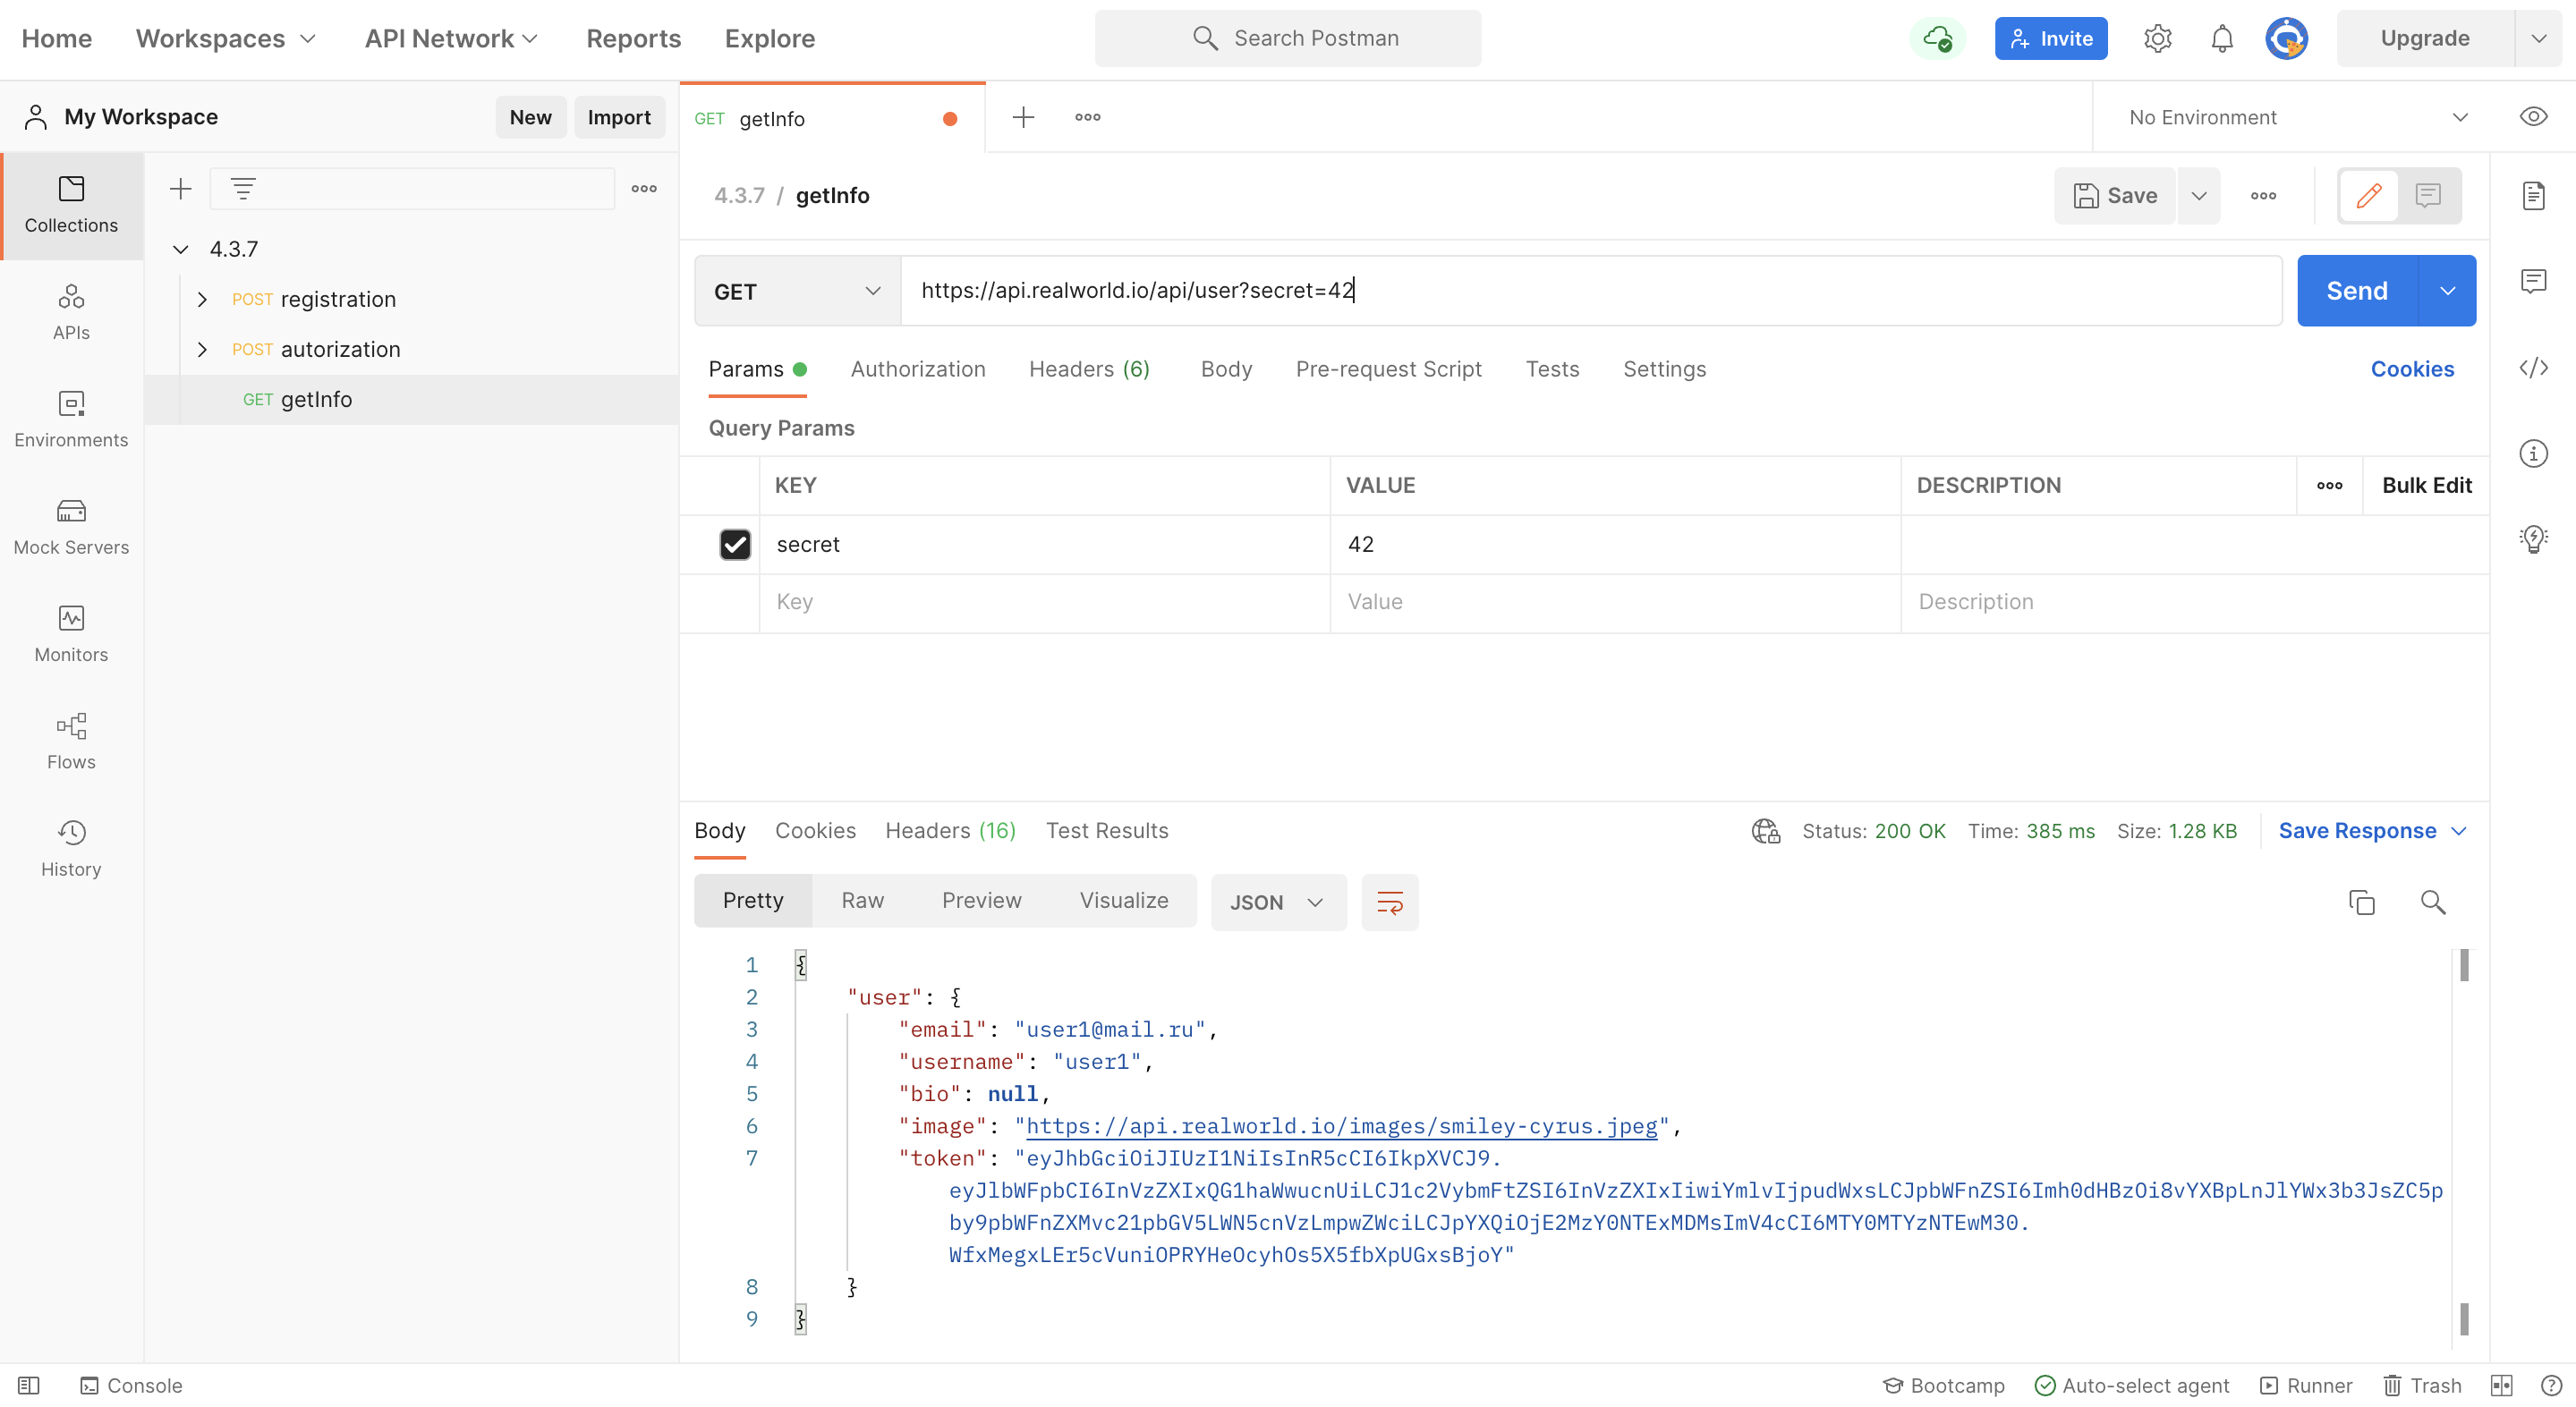 Home Workspaces API Network Reports Explore Search Postman Invite Upgrade
My Workspace New Import GET getInfo No Environment
Collections
APIs
Environments
Mock Servers
Monitors
Flows
History
4.3.7
POST registration
POST autorization
GET getInfo
4.3.7 / getInfo Save
GET https://api.realworld.io/api/user?secret=42 Send
Params Authorization Headers (6) Body Pre-request Script Tests Settings Cookies
Query Params
KEY VALUE DESCRIPTION Bulk Edit
secret 42
Key Value Description
Body Cookies Headers (16) Test Results Status: 200 OK Time: 385 ms Size: 1.28 KB Save Response
Pretty Raw Preview Visualize JSON
1 {
2 "user": {
3 "email": "user1@mail.ru",
4 "username": "user1",
5 "bio": null,
6 "image": "https://api.realworld.io/images/smiley-cyrus.jpeg",
7 "token": "eyJhbGciOiJIUzI1NiIsInR5cCI6IkpXVCJ9.
eyJlbWFpbCI6InVzZXIxQG1haWwucnUiLCJ1c2VybmFtZSI6InVzZXIxIiwiYmlvIjpudWxsLCJpbWFnZSI6Imh0dHBzOi8vYXBpLnJlYWx3b3JsZC5p
by9pbWFnZXMvc21pbGV5LWN5cnVzLmpwZWciLCJpYXQiOjE2MzY0NTExMDMsImV4cCI6MTY0MTYzNTEwM30.
WfxMegxLEr5cVuniOPRYHeOcyhOs5X5fbXpUGxsBjoY"
8 }
9 }
Console Bootcamp Auto-select agent Runner Trash